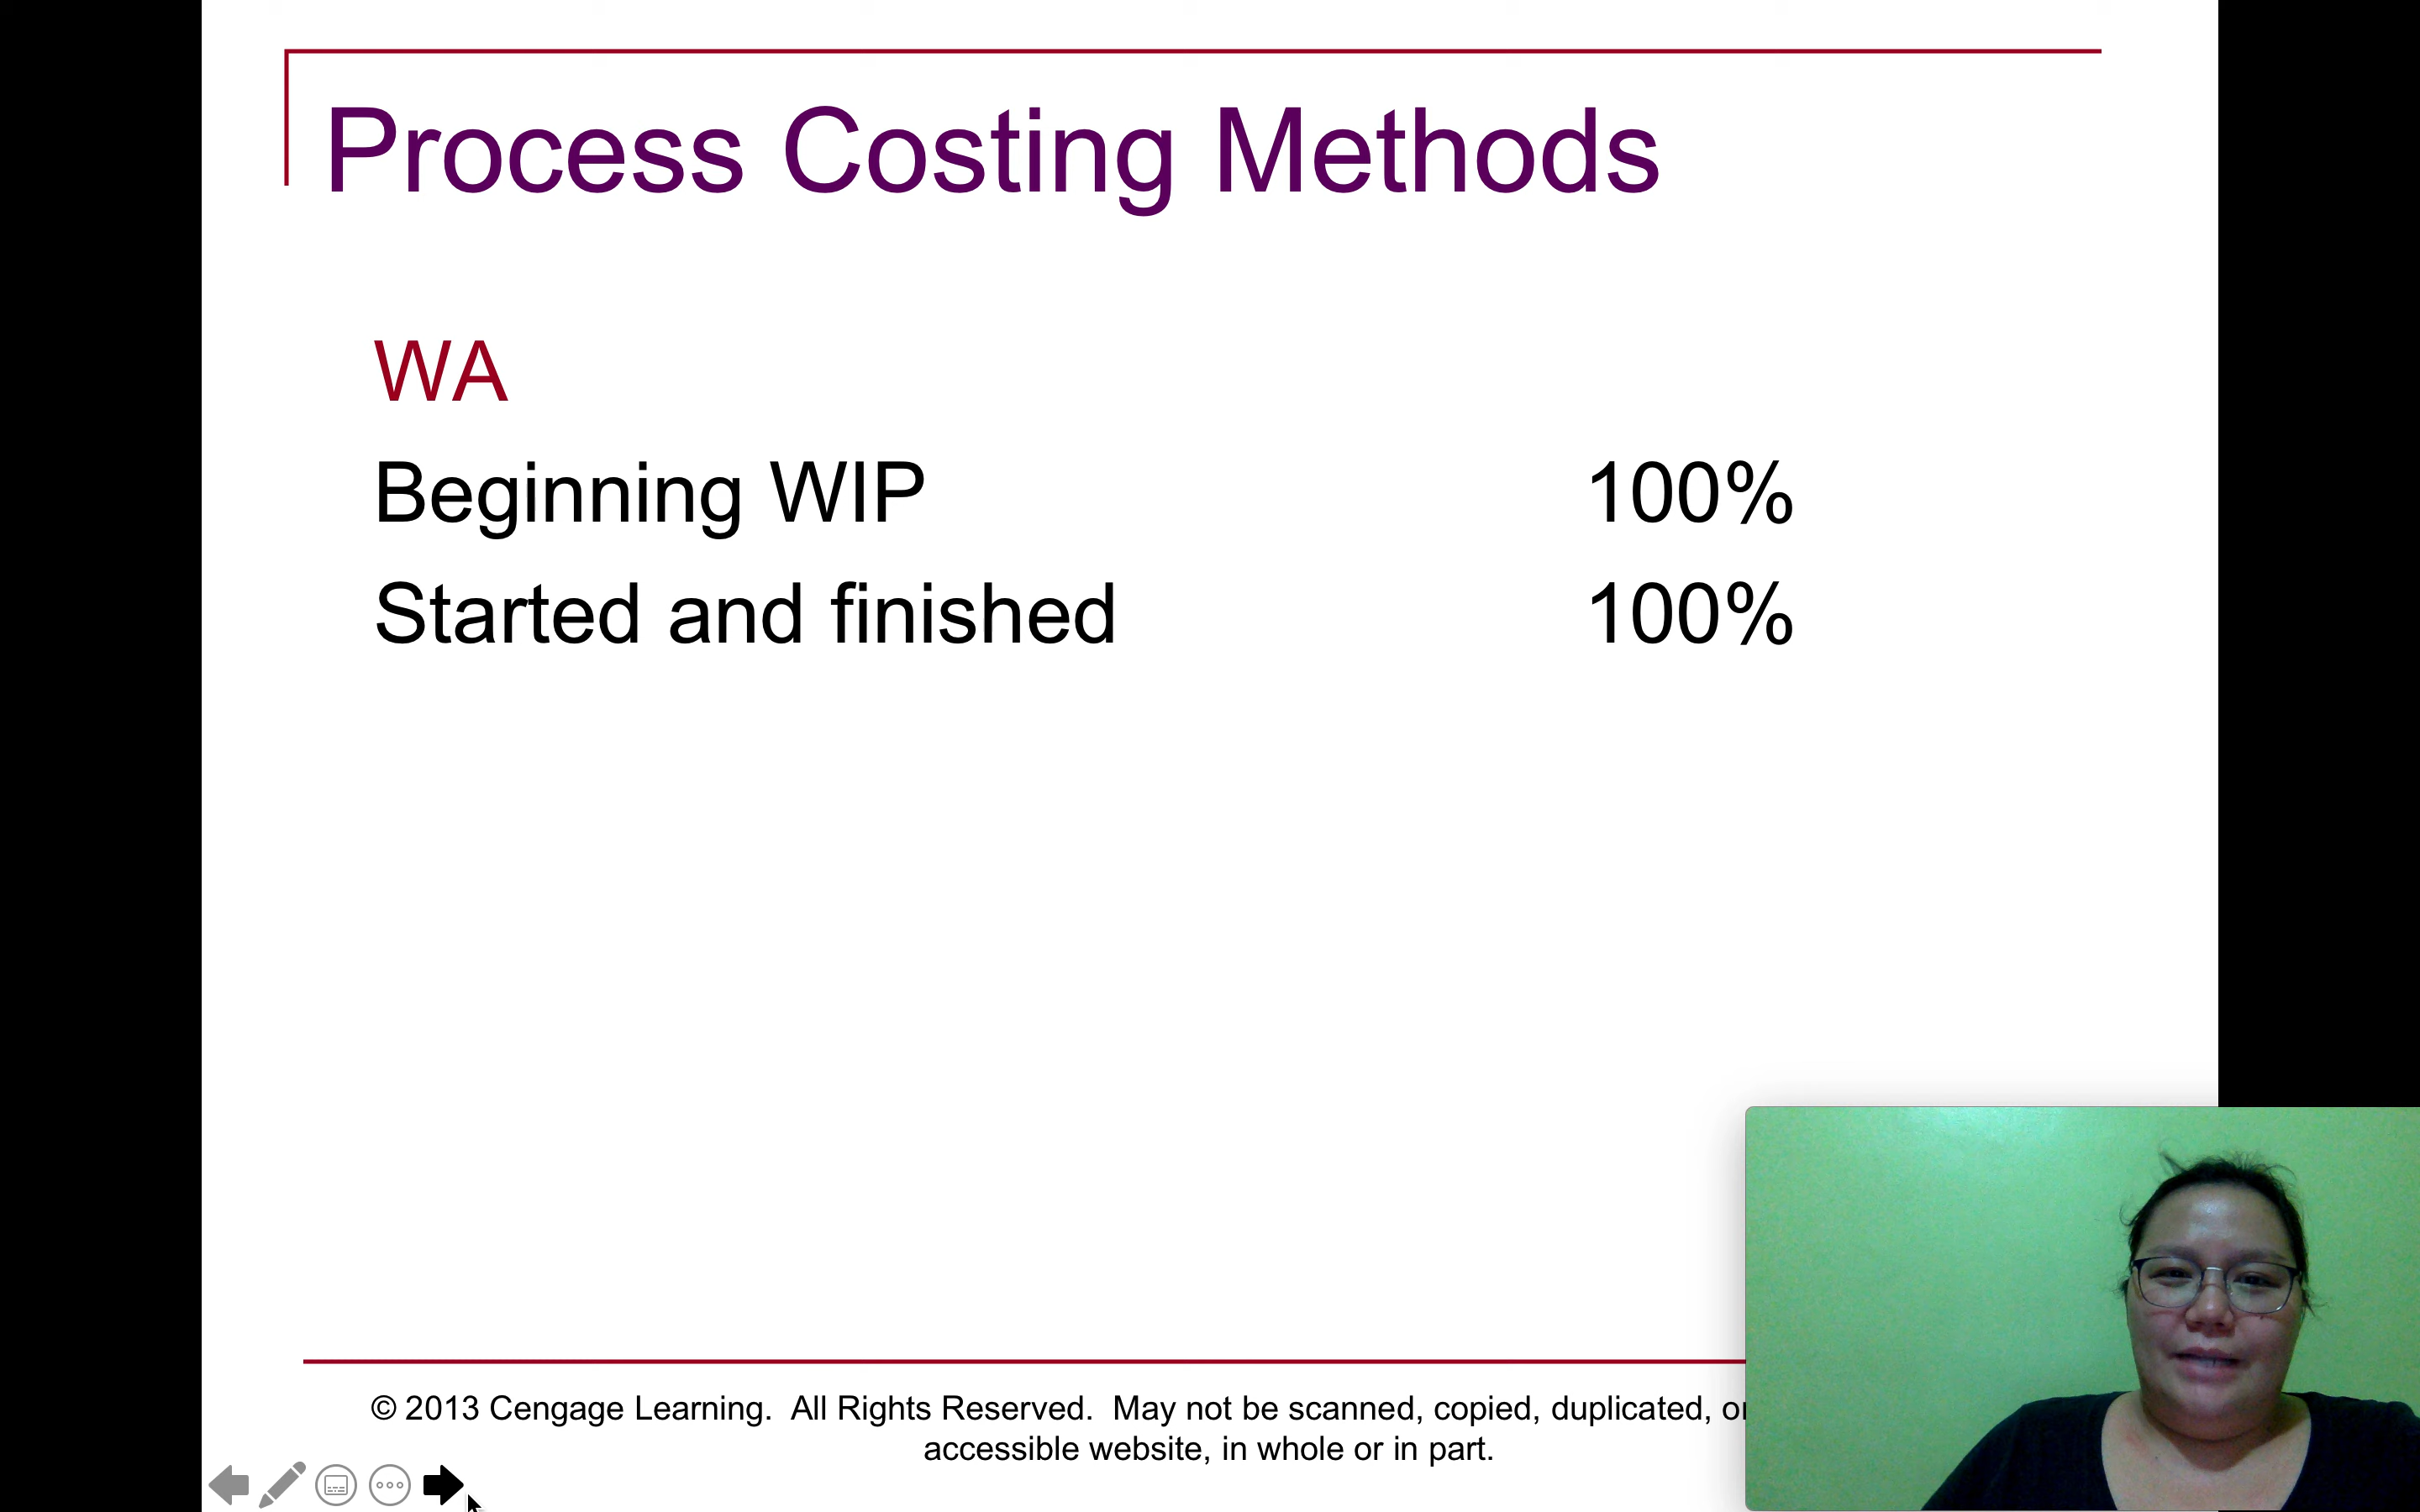 Process Costing Methods
WA
Beginning WIP 100%
Started and finished 100%
© 2013 Cengage Learning. All Rights Reserved. May not be scanned, copied, duplicated, or
accessible website, in whole or in part.